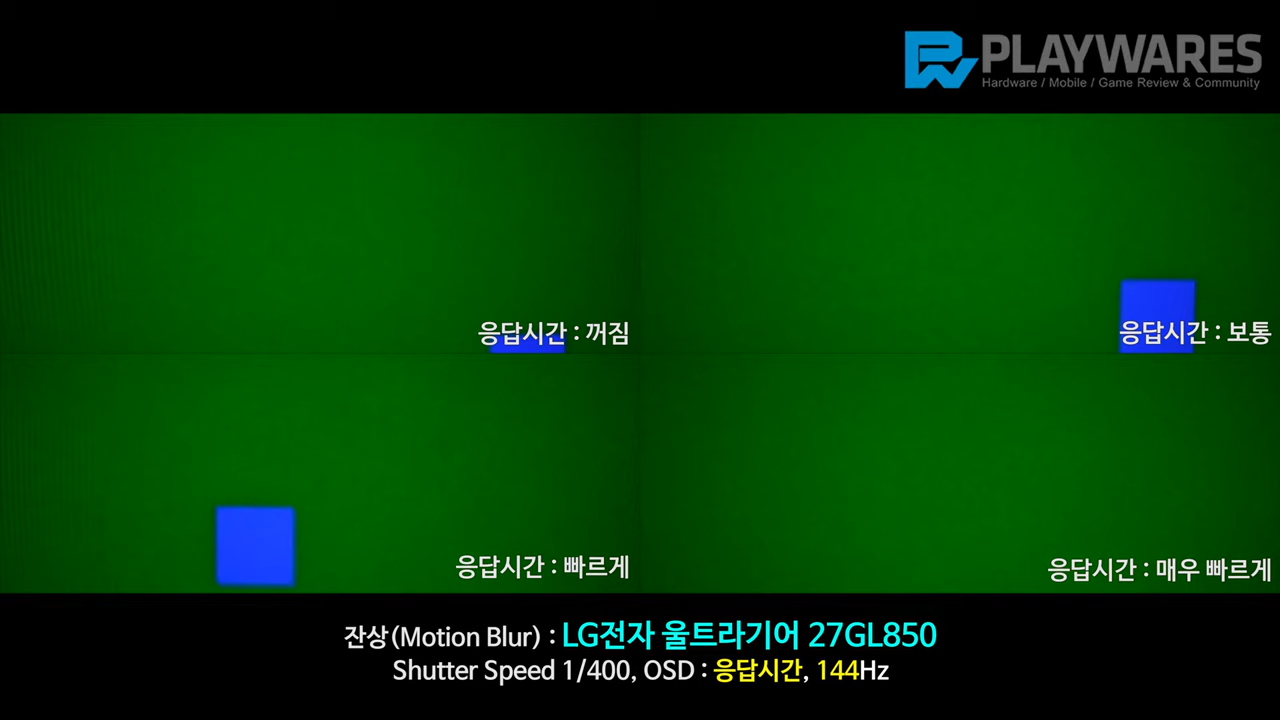 PLAYWARES
Hardware / Mobile / Game Review & Community
응답시간 : 꺼짐
응답시간 : 보통
응답시간 : 빠르게
응답시간 : 매우 빠르게
잔상(Motion Blur) : LG전자 울트라기어 27GL850
Shutter Speed 1/400, OSD : 응답시간, 144Hz